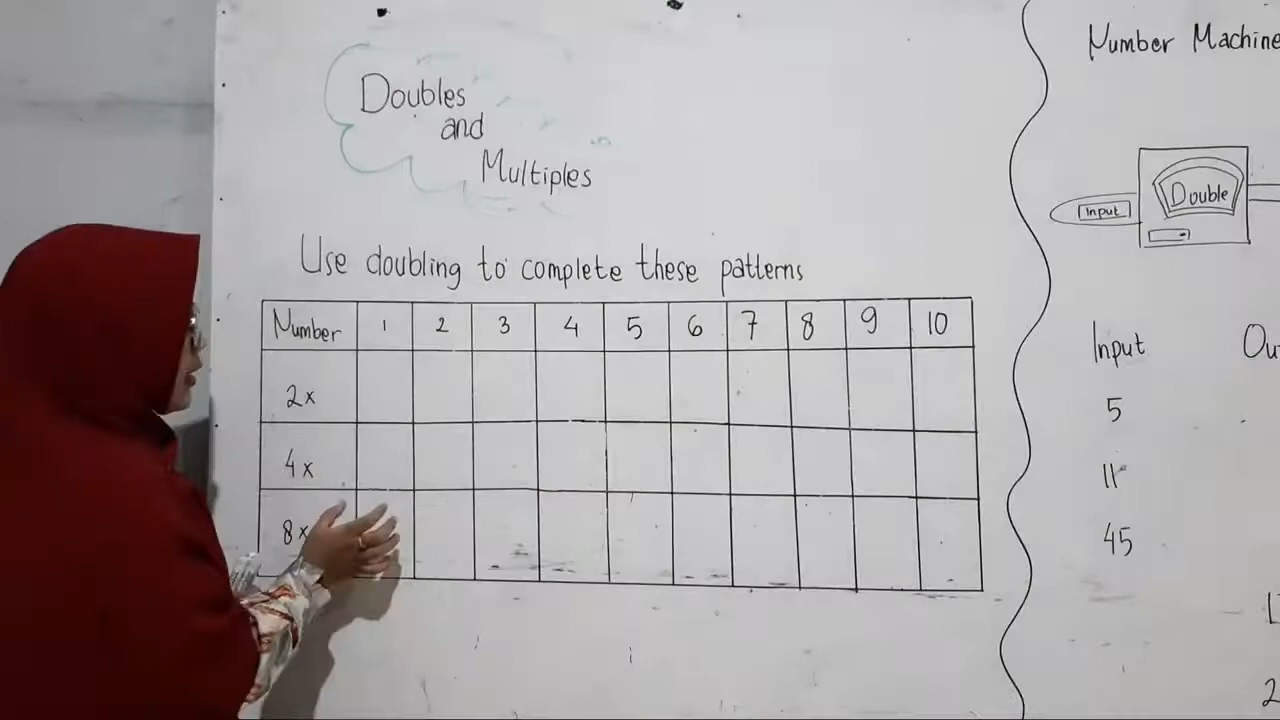 Doubles
and
Multiples
Use doubling to complete these patterns
Number 1 2 3 4 5 6 7 8 9 10
2x
4x
8x
Number Machine
Input
Double
Input
5
11
45